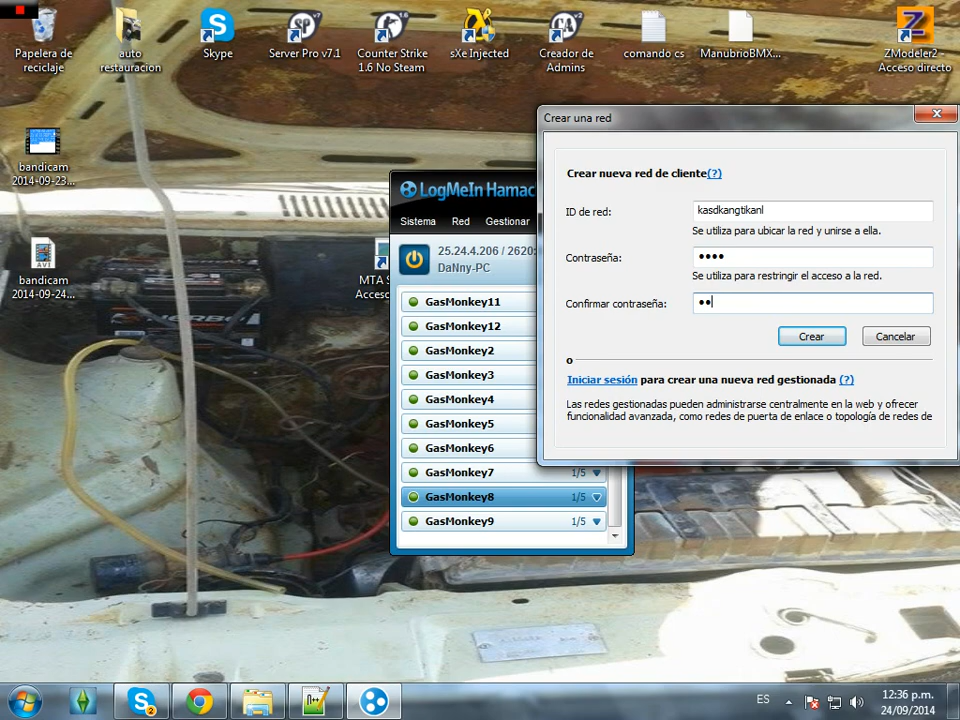 Papelera de
reciclaje
auto
restauracion
Skype
Server Pro v7.1
Counter Strike
1.6 No Steam
sXe Injected
Creador de
Admins
comando cs
ManubrioBMX...
ZModeler2 -
Acceso directo
bandicam
2014-09-23...
AVI
bandicam
2014-09-24...
MTA S
Acceso
LogMeIn Hamac
Sistema Red Gestionar
25.24.4.206 / 2620:
DaNny-PC
GasMonkey11
GasMonkey12
GasMonkey2
GasMonkey3
GasMonkey4
GasMonkey5
GasMonkey6
GasMonkey7 1/5
GasMonkey8 1/5
GasMonkey9 1/5
Crear una red
Crear nueva red de cliente(?)
ID de red: kasdkangtikanl
Se utiliza para ubicar la red y unirse a ella.
Contraseña: ••••
Se utiliza para restringir el acceso a la red.
Confirmar contraseña: ••
Crear Cancelar
o
Iniciar sesión para crear una nueva red gestionada (?)
Las redes gestionadas pueden administrarse centralmente en la web y ofrecer
funcionalidad avanzada, como redes de puerta de enlace o topología de redes de
ES
12:36 p.m.
24/09/2014